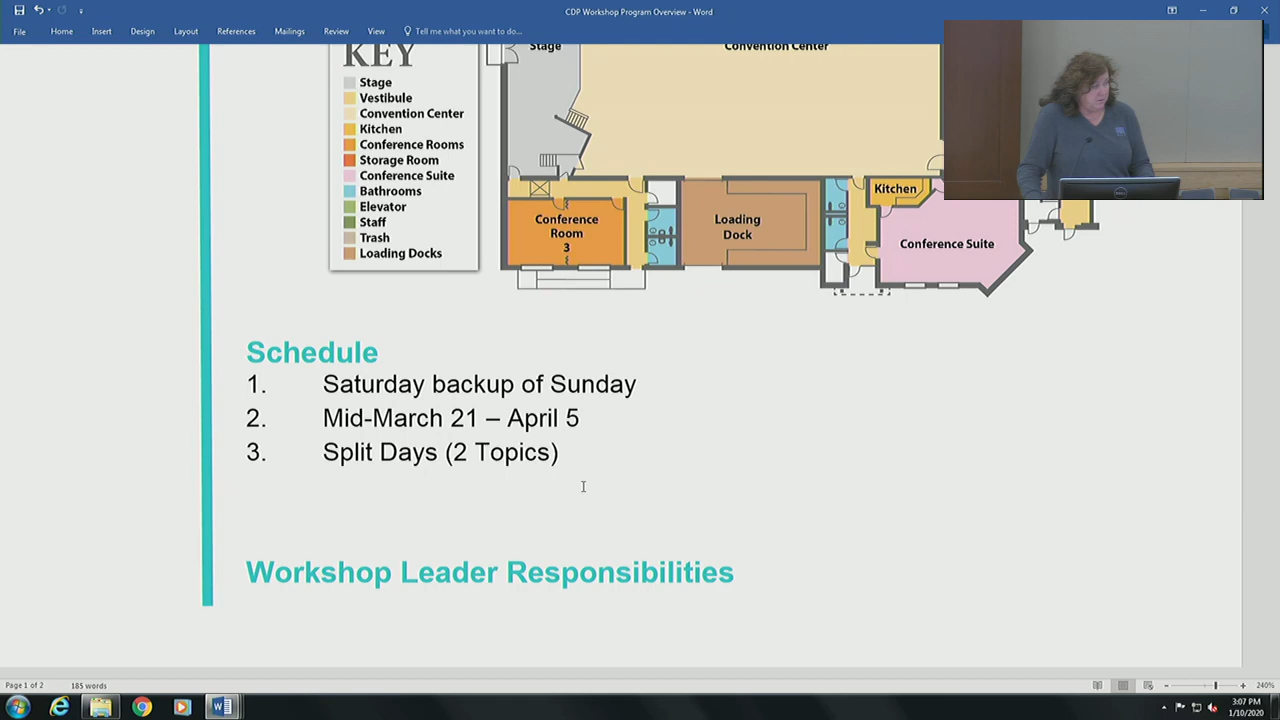 CDP Workshop Program Overview - Word
File Home Insert Design Layout References Mailings Review View Tell me what you want to do...
KEY
Stage
Vestibule
Convention Center
Kitchen
Conference Rooms
Storage Room
Conference Suite
Bathrooms
Elevator
Staff
Trash
Loading Docks
Stage
Convention Center
Conference
Room
3
Loading
Dock
Kitchen
Conference Suite
Schedule
1. Saturday backup of Sunday
2. Mid-March 21 – April 5
3. Split Days (2 Topics)
Workshop Leader Responsibilities
Page 1 of 2 185 words 240%
3:07 PM
1/10/2020